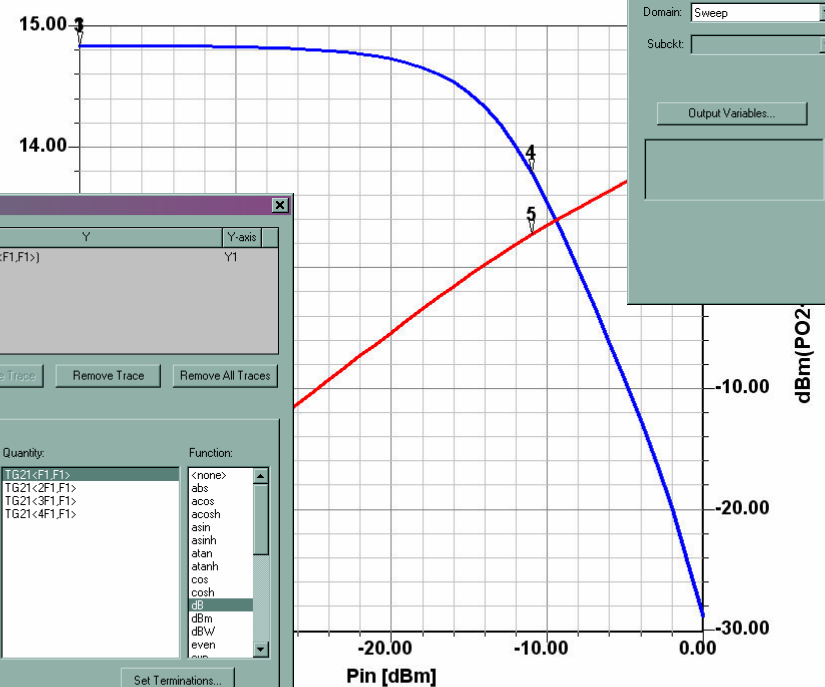 Domain: Sweep
Subckt:
Output Variables...
15.00
3
14.00
4
5
Y Y-axis
F1,F1>) Y1
Trace Remove Trace Remove All Traces
Quantity: Function:
TG21<F1,F1>
TG21<2F1,F1>
TG21<3F1,F1>
TG21<4F1,F1>
<none>
abs
acos
acosh
asin
asinh
atan
atanh
cos
cosh
dB
dBm
dBW
even
Set Terminations...
dBm(PO2
-10.00
-20.00
-30.00
-20.00 -10.00 0.00
Pin [dBm]